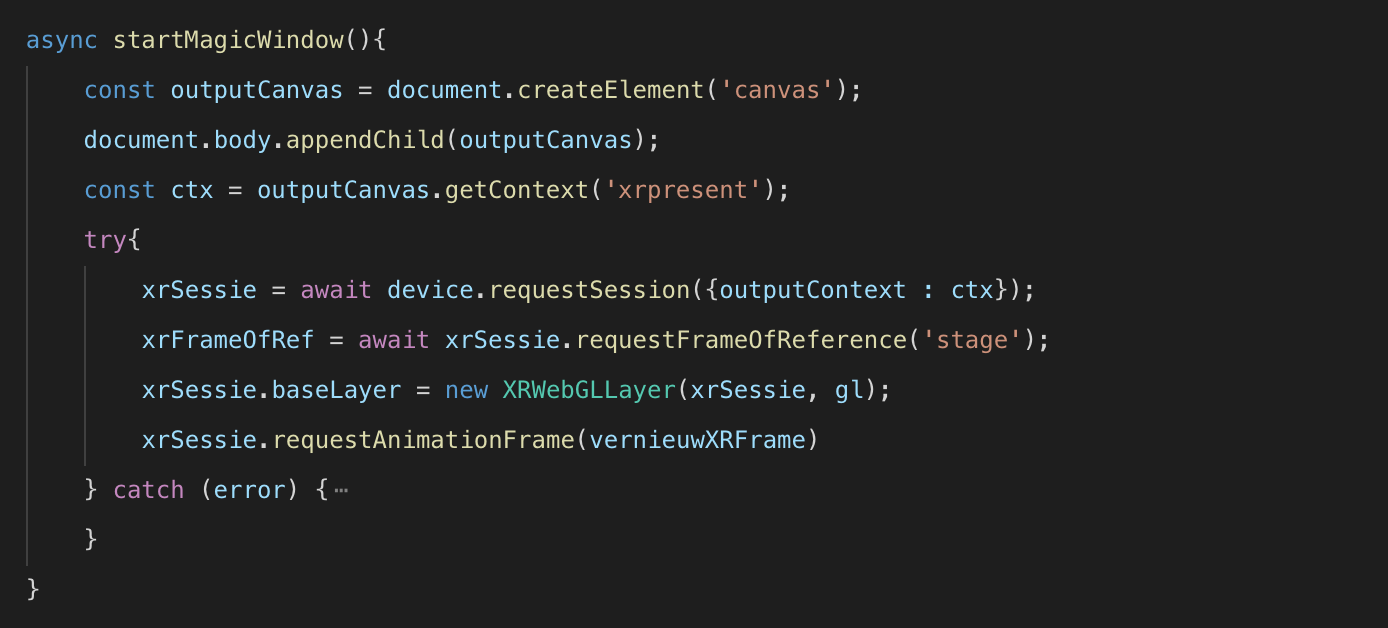 async startMagicWindow(){
const outputCanvas = document.createElement('canvas');
document.body.appendChild(outputCanvas);
const ctx = outputCanvas.getContext('xrpresent');
try{
xrSessie = await device.requestSession({outputContext : ctx});
xrFrameOfRef = await xrSessie.requestFrameOfReference('stage');
xrSessie.baseLayer = new XRWebGLLayer(xrSessie, gl);
xrSessie.requestAnimationFrame(vernieuwXRFrame)
} catch (error) {⋯
}
}